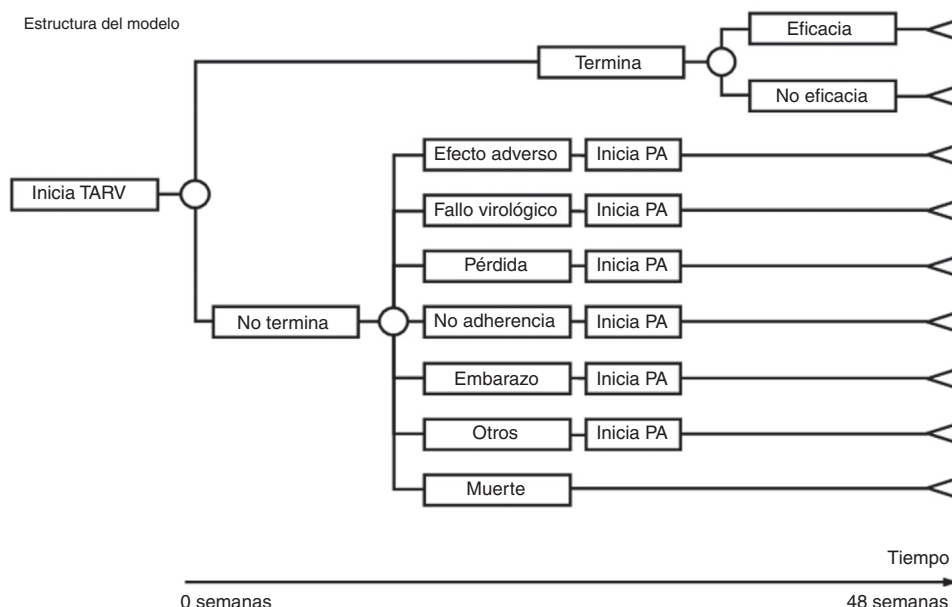 Estructura del modelo
Eficacia
Termina
No eficacia
Efecto adverso
Inicia PA
Inicia TARV
Fallo virológico
Inicia PA
Pérdida
Inicia PA
No termina
No adherencia
Inicia PA
Embarazo
Inicia PA
Otros
Inicia PA
Muerte
Tiempo
0 semanas
48 semanas